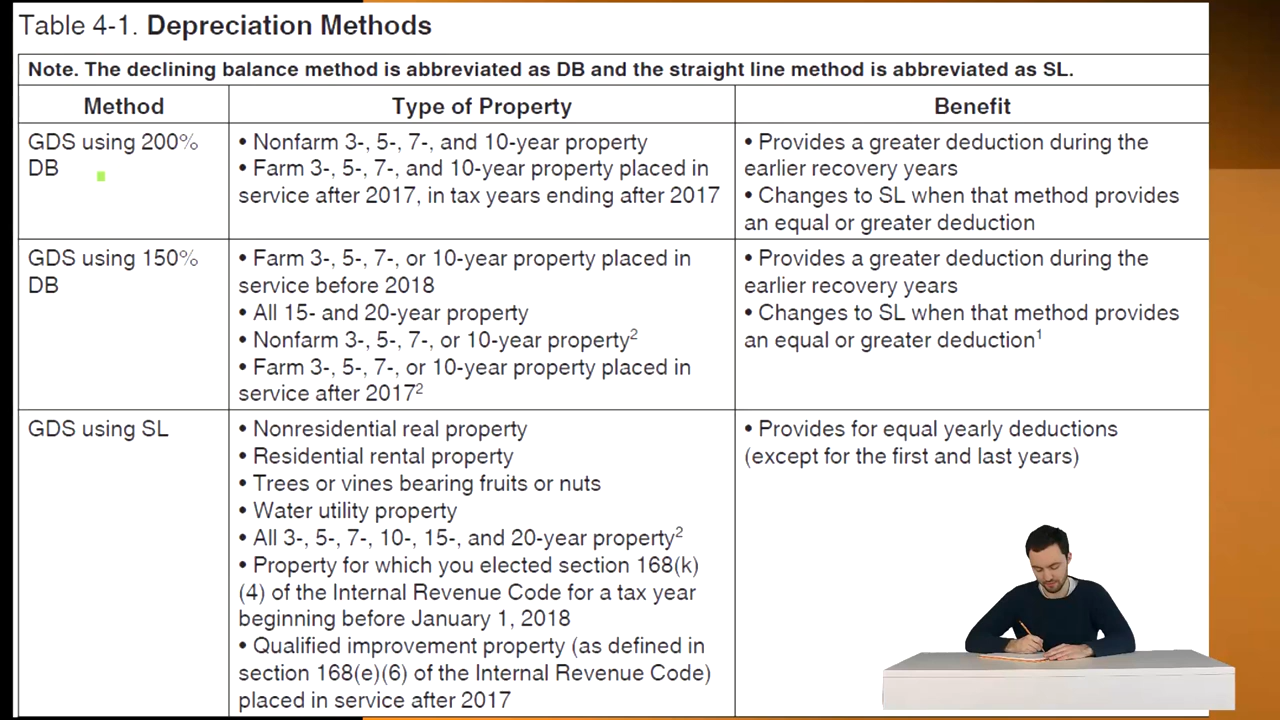 Table 4-1. Depreciation Methods
Note. The declining balance method is abbreviated as DB and the straight line method is abbreviated as SL.
Method
Type of Property
Benefit
GDS using 200%
DB
• Nonfarm 3-, 5-, 7-, and 10-year property
• Farm 3-, 5-, 7-, and 10-year property placed in
service after 2017, in tax years ending after 2017
• Provides a greater deduction during the
earlier recovery years
• Changes to SL when that method provides
an equal or greater deduction
GDS using 150%
DB
• Farm 3-, 5-, 7-, or 10-year property placed in
service before 2018
• All 15- and 20-year property
• Nonfarm 3-, 5-, 7-, or 10-year property²
• Farm 3-, 5-, 7-, or 10-year property placed in
service after 2017²
• Provides a greater deduction during the
earlier recovery years
• Changes to SL when that method provides
an equal or greater deduction¹
GDS using SL
• Nonresidential real property
• Residential rental property
• Trees or vines bearing fruits or nuts
• Water utility property
• All 3-, 5-, 7-, 10-, 15-, and 20-year property²
• Property for which you elected section 168(k)
(4) of the Internal Revenue Code for a tax year
beginning before January 1, 2018
• Qualified improvement property (as defined in
section 168(e)(6) of the Internal Revenue Code)
placed in service after 2017
• Provides for equal yearly deductions
(except for the first and last years)